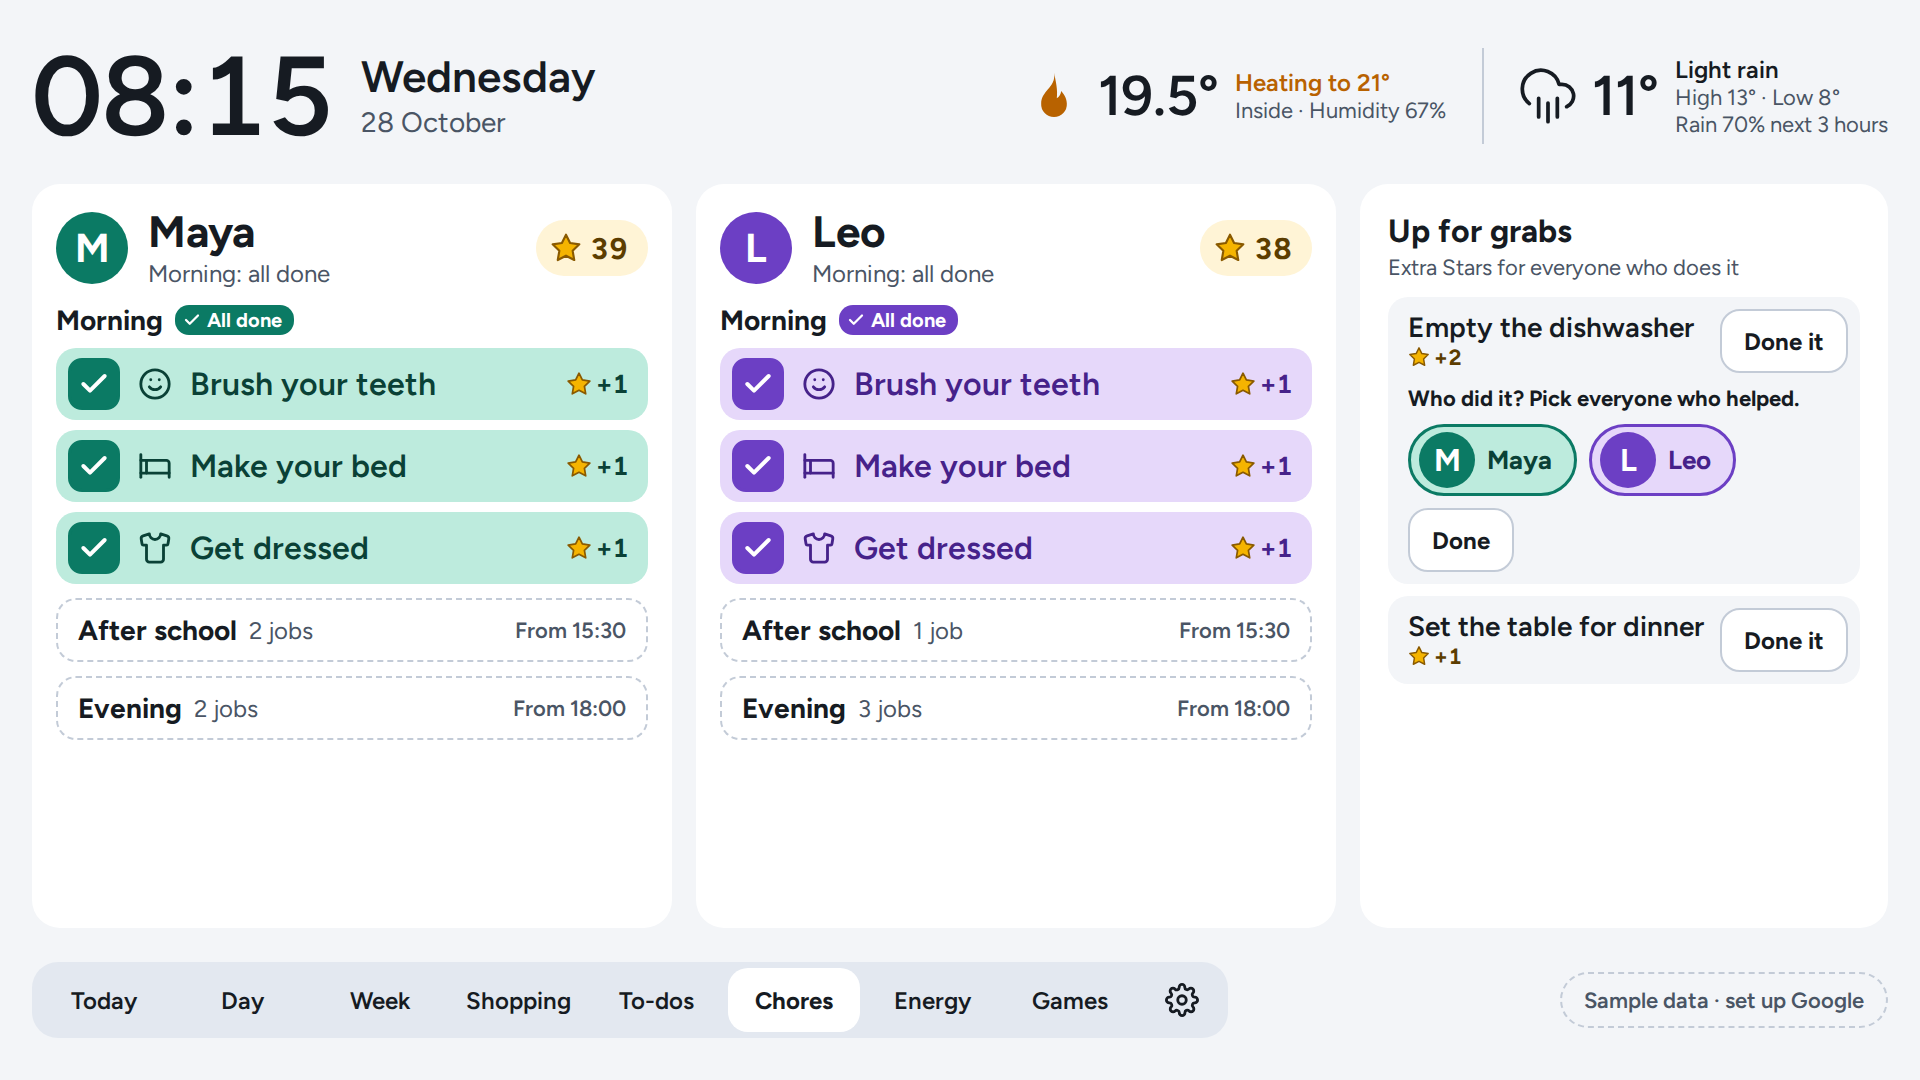 08:15
Wednesday
28 October
19.5°
Heating to 21°
Inside · Humidity 67%
11°
Light rain
High 13° · Low 8°
Rain 70% next 3 hours
M
Maya
Morning: all done
39
Morning
All done
Brush your teeth
+1
Make your bed
+1
Get dressed
+1
After school 2 jobs
From 15:30
Evening 2 jobs
From 18:00
L
Leo
Morning: all done
38
Morning
All done
Brush your teeth
+1
Make your bed
+1
Get dressed
+1
After school 1 job
From 15:30
Evening 3 jobs
From 18:00
Up for grabs
Extra Stars for everyone who does it
Empty the dishwasher
+2
Done it
Who did it? Pick everyone who helped.
M Maya
L Leo
Done
Set the table for dinner
+1
Done it
Today
Day
Week
Shopping
To-dos
Chores
Energy
Games
Sample data · set up Google